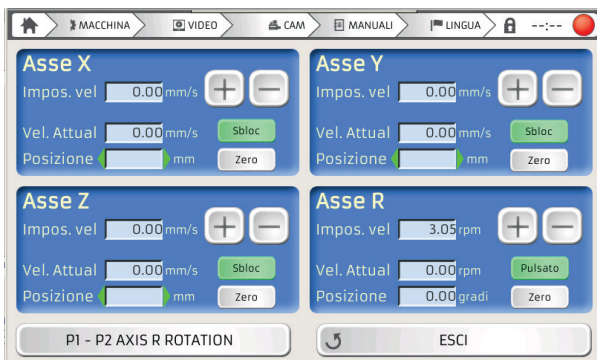 MACCHINA VIDEO CAM MANUALI LINGUA --:--
Asse X
Impos. vel 0.00 mm/s + −
Vel. Attual 0.00 mm/s Sbloc
Posizione mm Zero
Asse Y
Impos. vel 0.00 mm/s + −
Vel. Attual 0.00 mm/s Sbloc
Posizione mm Zero
Asse Z
Impos. vel 0.00 mm/s + −
Vel. Attual 0.00 mm/s Sbloc
Posizione mm Zero
Asse R
Impos. vel 3.05 rpm + −
Vel. Attual 0.00 rpm Pulsato
Posizione 0.00 gradi Zero
P1 - P2 AXIS R ROTATION
ESCI